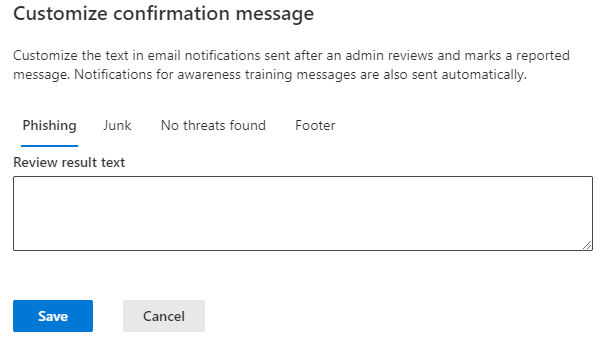 Customize confirmation message
Customize the text in email notifications sent after an admin reviews and marks a reported
message. Notifications for awareness training messages are also sent automatically.
Phishing Junk No threats found Footer
Review result text
Save Cancel